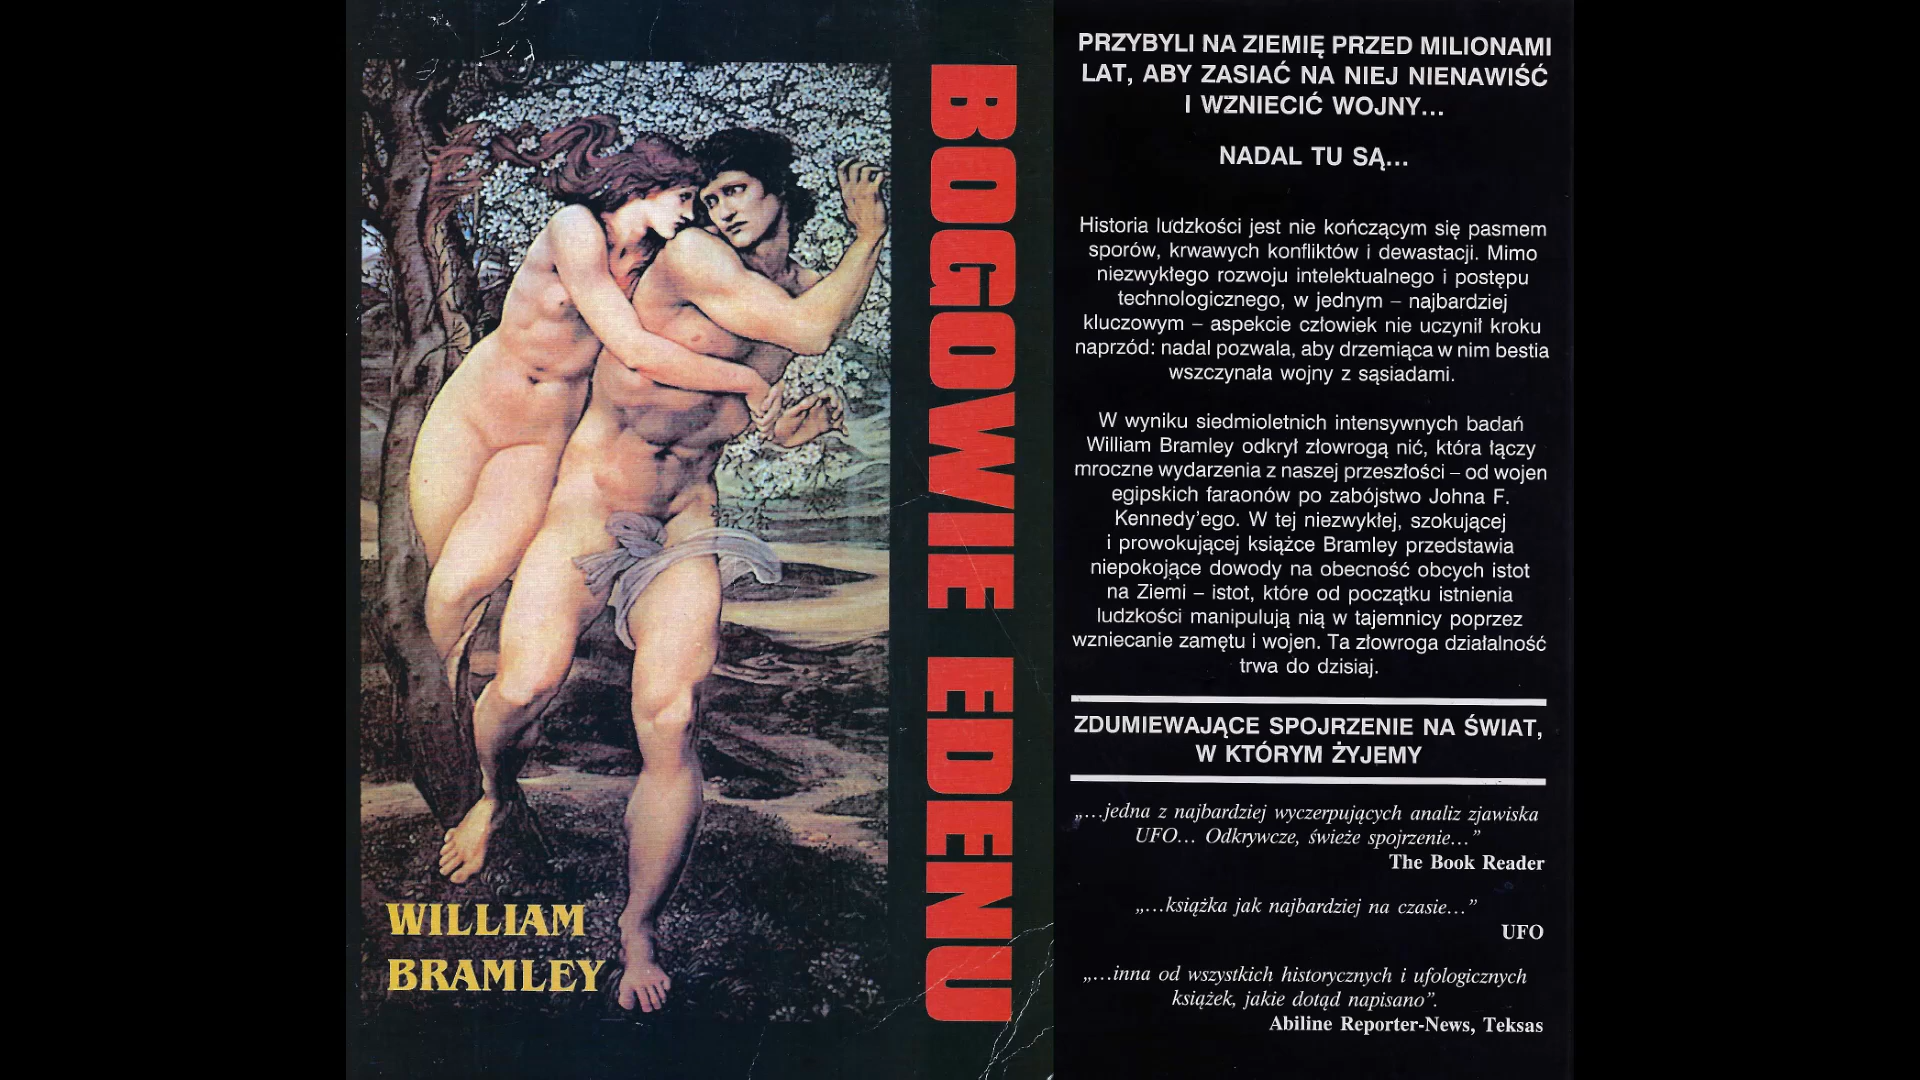 WILLIAM
BRAMLEY
BOGOWIE EDENU
PRZYBYLI NA ZIEMIĘ PRZED MILIONAMI
LAT, ABY ZASIAĆ NA NIEJ NIENAWIŚĆ
I WZNIECIĆ WOJNY...
NADAL TU SĄ...
Historia ludzkości jest nie kończącym się pasmem
sporów, krwawych konfliktów i dewastacji. Mimo
niezwykłego rozwoju intelektualnego i postępu
technologicznego, w jednym – najbardziej
kluczowym – aspekcie człowiek nie uczynił kroku
naprzód: nadal pozwala, aby drzemiąca w nim bestia
wszczynała wojny z sąsiadami.
W wyniku siedmioletnich intensywnych badań
William Bramley odkrył złowrogą nić, która łączy
mroczne wydarzenia z naszej przeszłości – od wojen
egipskich faraonów po zabójstwo Johna F.
Kennedy'ego. W tej niezwykłej, szokującej
i prowokującej książce Bramley przedstawia
niepokojące dowody na obecność obcych istot
na Ziemi – istot, które od początku istnienia
ludzkości manipulują nią w tajemnicy poprzez
wzniecanie zamętu i wojen. Ta złowroga działalność
trwa do dzisiaj.
ZDUMIEWAJĄCE SPOJRZENIE NA ŚWIAT,
W KTÓRYM ŻYJEMY
„...jedna z najbardziej wyczerpujących analiz zjawiska
UFO... Odkrywcze, świeże spojrzenie...”
The Book Reader
„...książka jak najbardziej na czasie...”
UFO
„...inna od wszystkich historycznych i ufologicznych
książek, jakie dotąd napisano”.
Abiline Reporter-News, Teksas